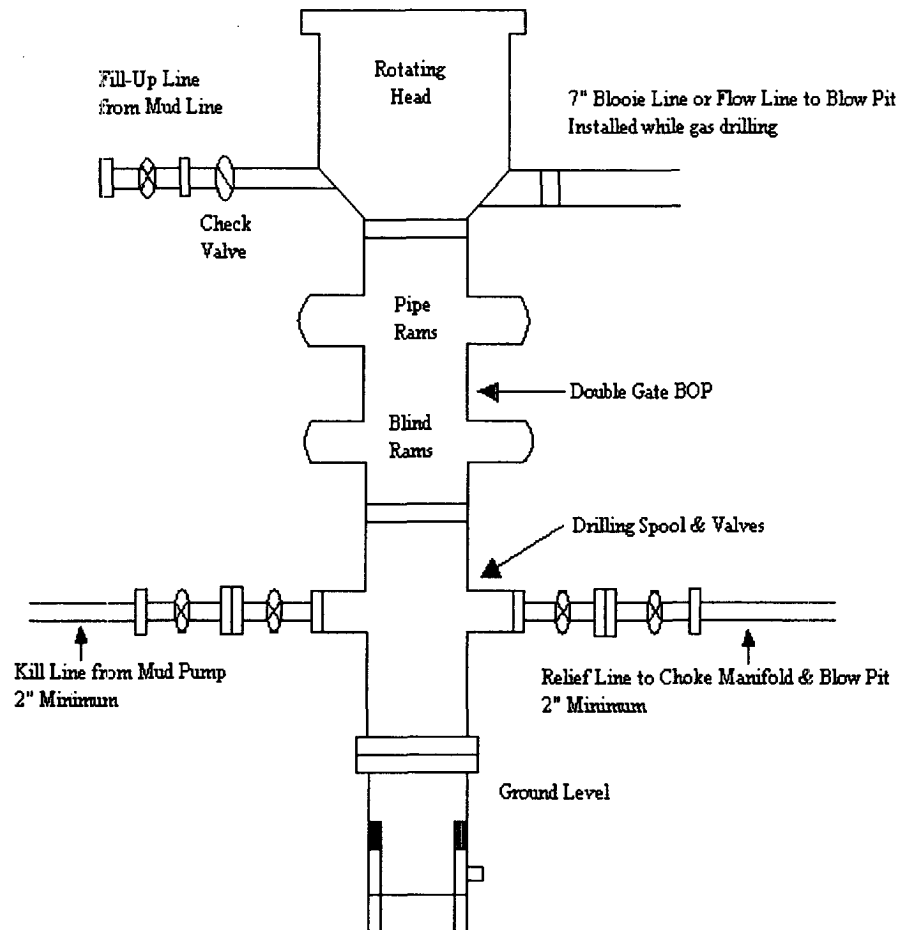 Rotating
Head
Fill-Up Line
from Mud Line
7" Blooie Line or Flow Line to Blow Pit
Installed while gas drilling
Check
Valve
Pipe
Rams
Double Gate BOP
Blind
Rams
Drilling Spool & Valves
Kill Line from Mud Pump
2" Minimum
Relief Line to Choke Manifold & Blow Pit
2" Minimum
Ground Level